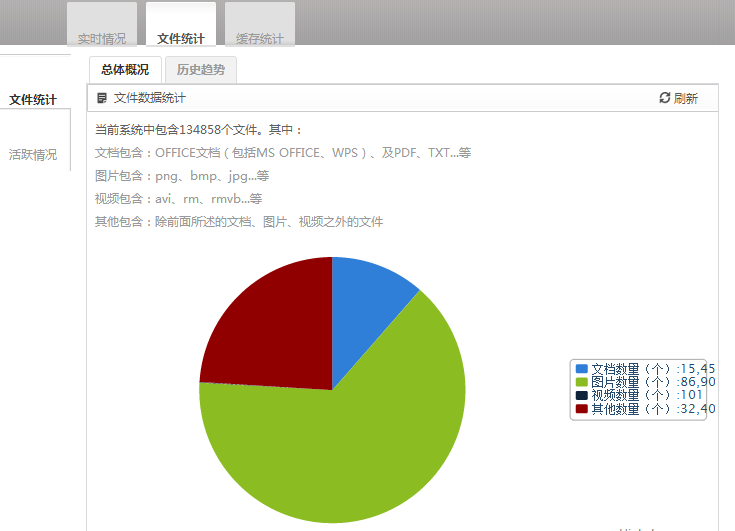 实时情况
文件统计
缓存统计
总体概况
历史趋势
文件统计
活跃情况
文件数据统计
刷新
当前系统中包含134858个文件。其中：
文档包含：OFFICE文档（包括MS OFFICE、WPS）、及PDF、TXT...等
图片包含：png、bmp、jpg...等
视频包含：avi、rm、rmvb...等
其他包含：除前面所述的文档、图片、视频之外的文件
文档数量（个）:15,45
图片数量（个）:86,90
视频数量（个）:101
其他数量（个）:32,40